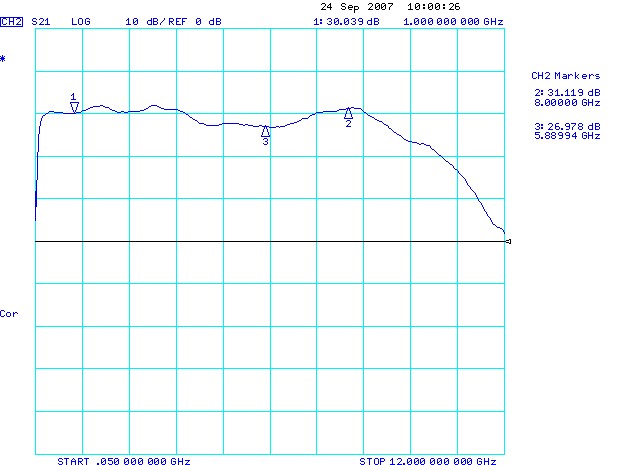 24 Sep 2007 10:00:26
CH2 S21 LOG 10 dB/REF 0 dB 1:30.039 dB 1.000 000 000 GHz
*
CH2 Markers
2:31.119 dB
8.00000 GHz
3:26.978 dB
5.88994 GHz
1
2
3
Cor
START .050 000 000 GHz STOP 12.000 000 000 GHz